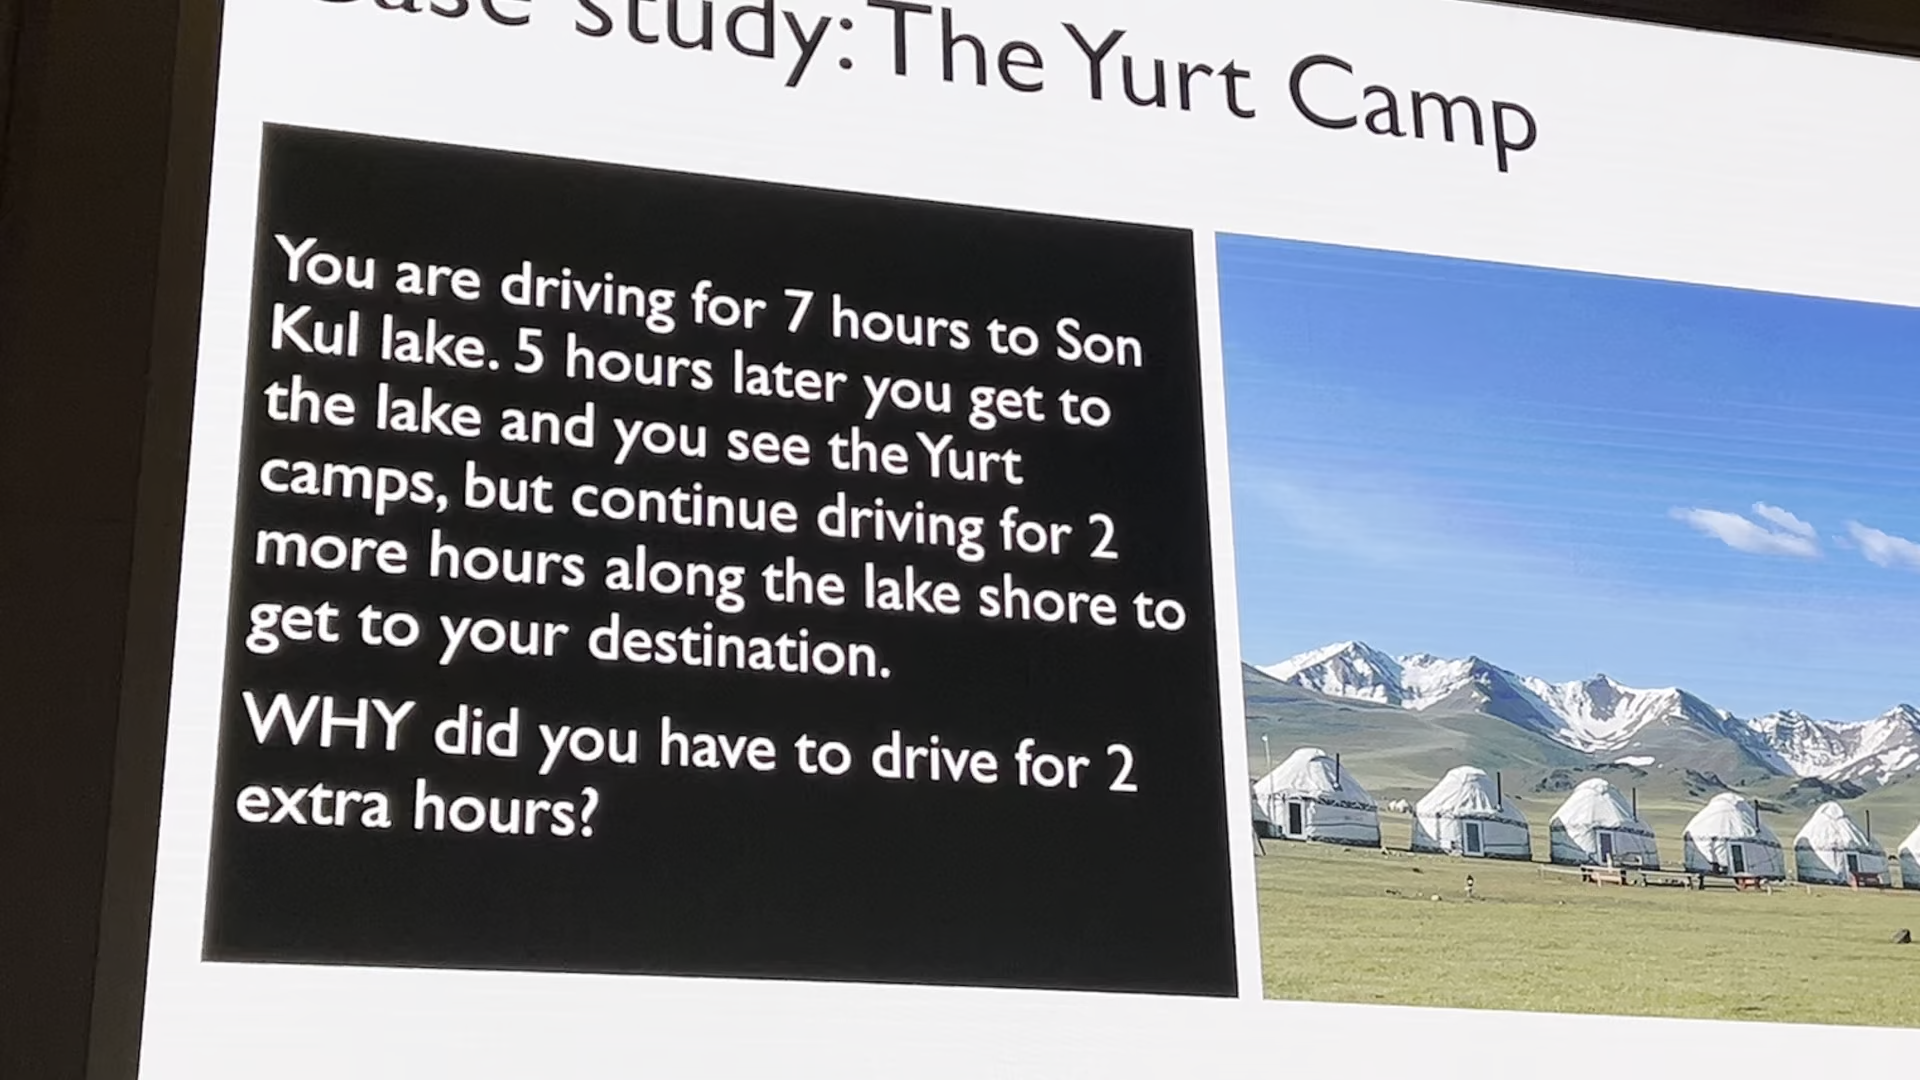 Case study: The Yurt Camp
You are driving for 7 hours to Son
Kul lake. 5 hours later you get to
the lake and you see the Yurt
camps, but continue driving for 2
more hours along the lake shore to
get to your destination.
WHY did you have to drive for 2
extra hours?